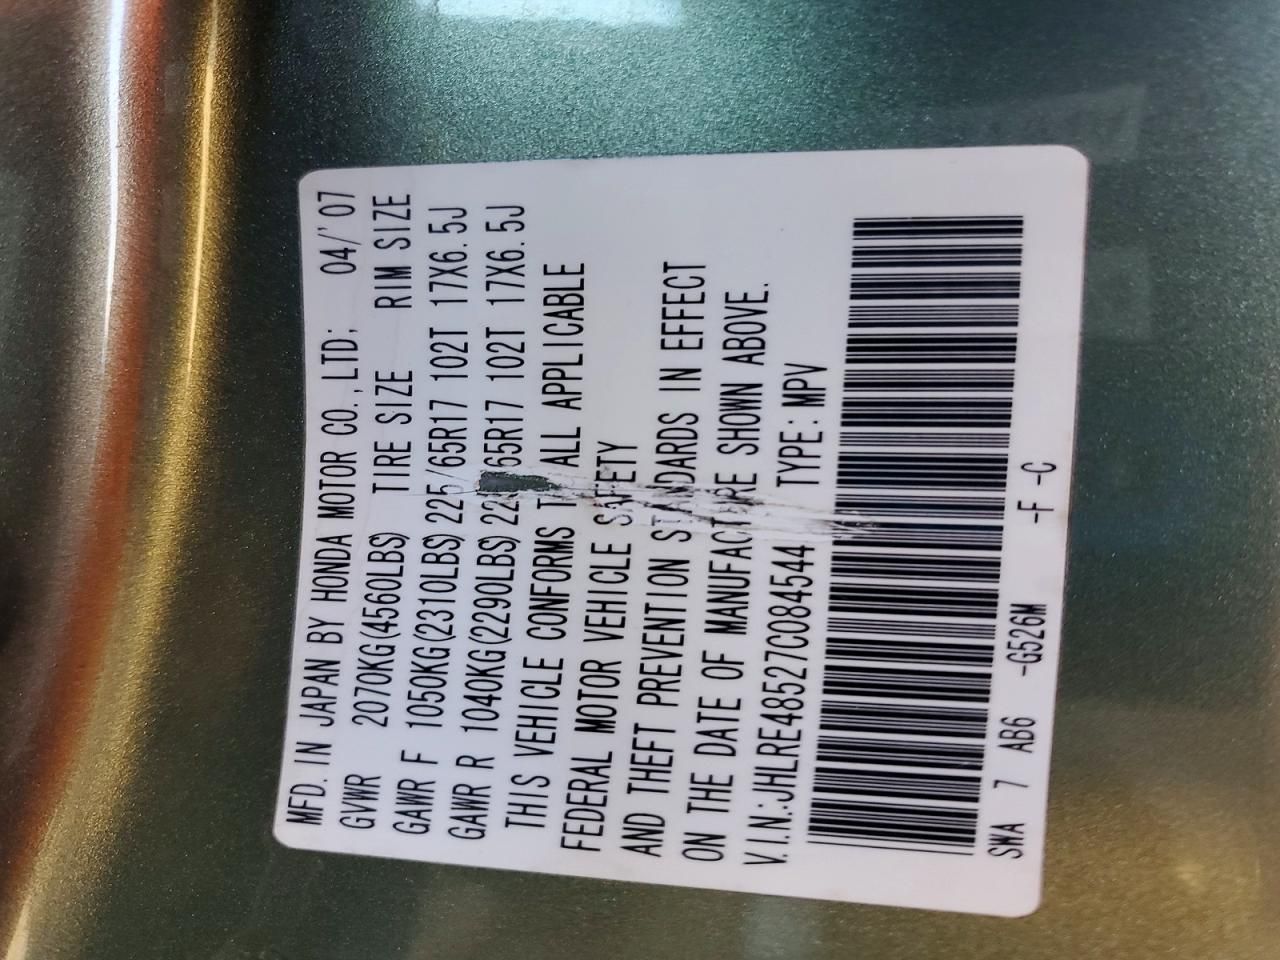 MFD. IN JAPAN BY HONDA MOTOR CO., LTD; 04/'07
GVWR 2070KG(4560LBS) TIRE SIZE RIM SIZE
GAWR F 1050KG(2310LBS) 225/65R17 102T 17X6.5J
GAWR R 1040KG(2290LBS) 65R17 102T 17X6.5J
THIS VEHICLE CONFORMS ALL APPLICABLE
FEDERAL MOTOR VEHICLE SAFETY
AND THEFT PREVENTION STANDARDS IN EFFECT
ON THE DATE OF MANUFACTURE SHOWN ABOVE.
V.I.N.:JHLRE48527C084544 TYPE: MPV
SWA 7 AB6 -G526M -F -C